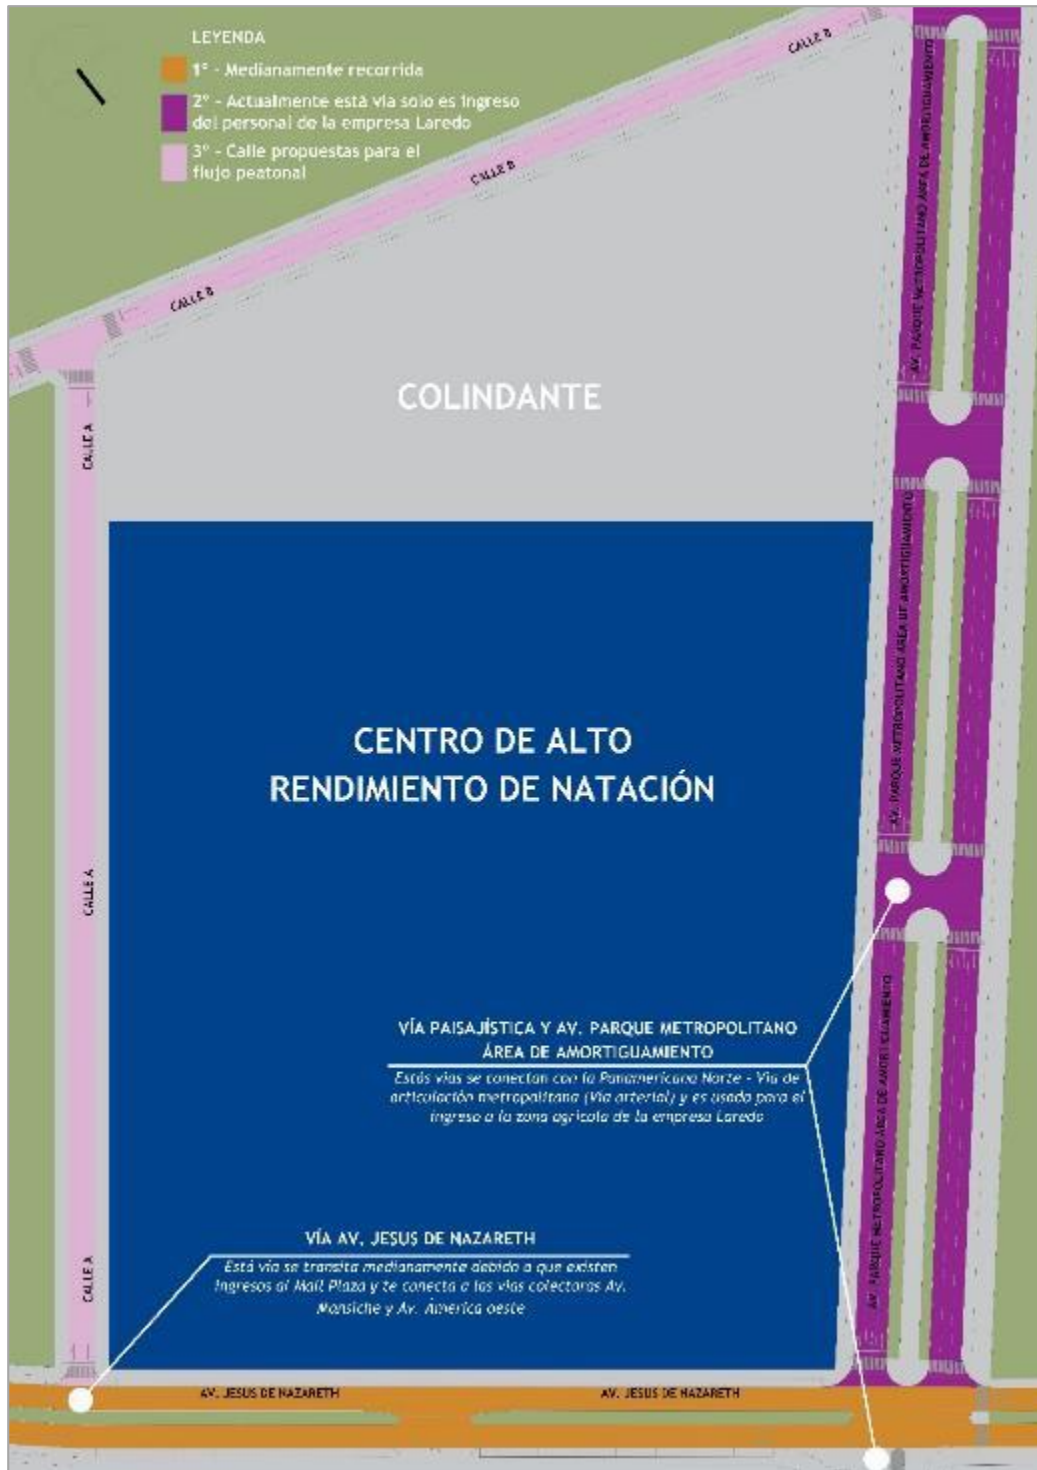 LEYENDA
1° - Medianamente recorrida
2° - Actualmente está vía solo es ingreso
del personal de la empresa Laredo
3° - Calle propuestas para el
flujo peatonal
CALLE B
CALLE B
CALLE B
AV. PARQUE METROPOLITANO ÁREA DE AMORTIGUAMIENTO
COLINDANTE
CALLE A
AV. PARQUE METROPOLITANO ÁREA DE AMORTIGUAMIENTO
CENTRO DE ALTO
RENDIMIENTO DE NATACIÓN
CALLE A
VÍA PAISAJÍSTICA Y AV. PARQUE METROPOLITANO
ÁREA DE AMORTIGUAMIENTO
Estás vías se conectan con la Panamericana Norte - Vía de
articulación metropolitana (Vía arterial) y es usada para el
ingreso a la zona agrícola de la empresa Laredo
AV. PARQUE METROPOLITANO ÁREA DE AMORTIGUAMIENTO
VÍA AV. JESUS DE NAZARETH
Está vía se transita medianamente debido a que existen
ingresos al Mall Plaza y te conecta a las vías colectoras Av.
Mansiche y Av. America oeste
CALLE A
AV. JESUS DE NAZARETH
AV. JESUS DE NAZARETH